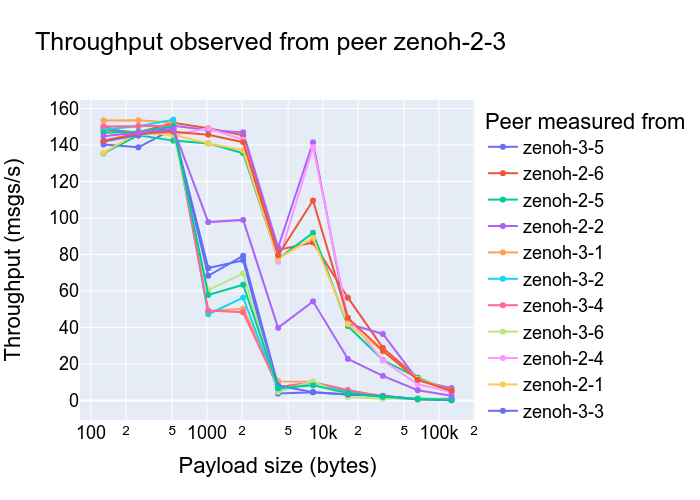 Throughput observed from peer zenoh-2-3
Peer measured from
zenoh-3-5
zenoh-2-6
zenoh-2-5
zenoh-2-2
zenoh-3-1
zenoh-3-2
zenoh-3-4
zenoh-3-6
zenoh-2-4
zenoh-2-1
zenoh-3-3
Throughput (msgs/s)
160
140
120
100
80
60
40
20
0
100 2 5 1000 2 5 10k 2 5 100k 2
Payload size (bytes)